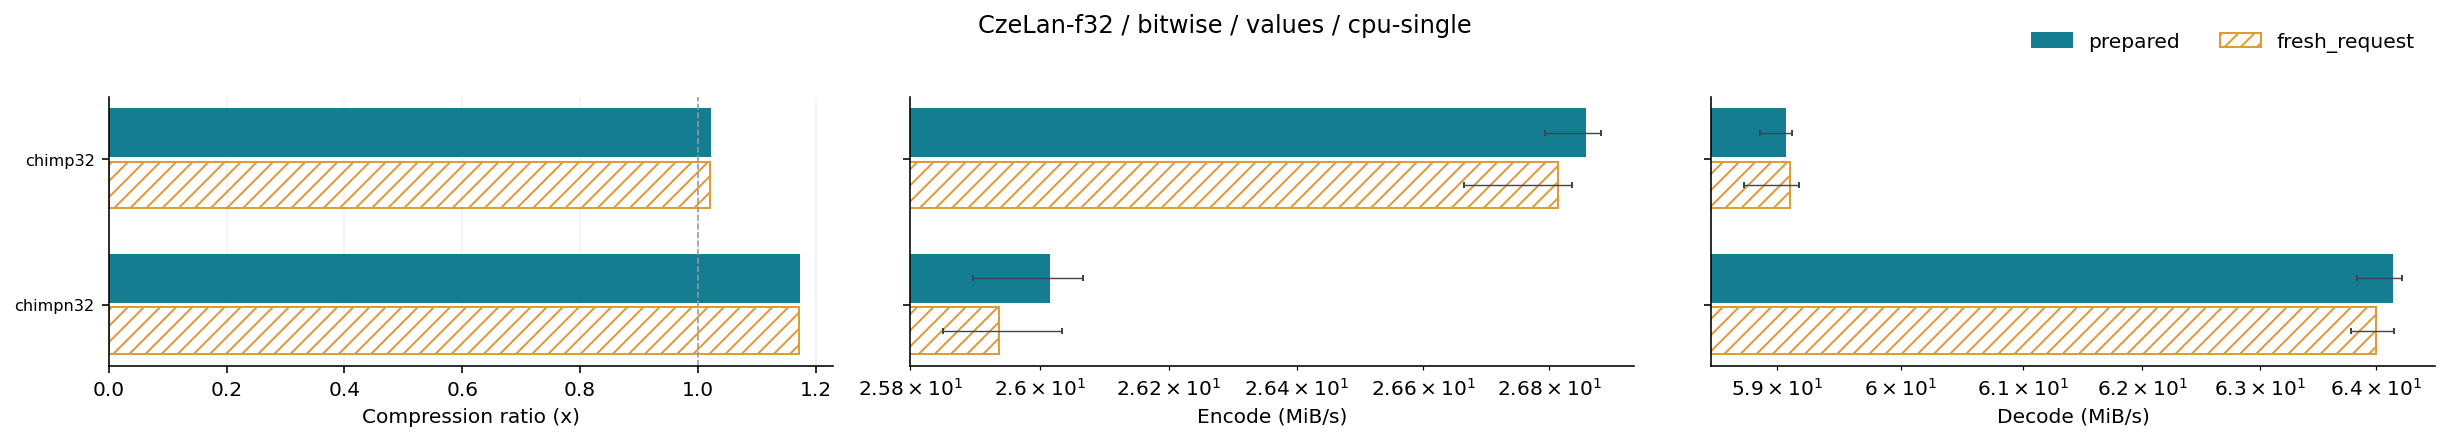 CzeLan-f32 / bitwise / values / cpu-single
prepared
fresh_request
chimp32
chimpn32
0.0 0.2 0.4 0.6 0.8 1.0 1.2
Compression ratio (x)
2.58 × 10¹ 2.6 × 10¹ 2.62 × 10¹ 2.64 × 10¹ 2.66 × 10¹ 2.68 × 10¹
Encode (MiB/s)
5.9 × 10¹ 6 × 10¹ 6.1 × 10¹ 6.2 × 10¹ 6.3 × 10¹ 6.4 × 10¹
Decode (MiB/s)